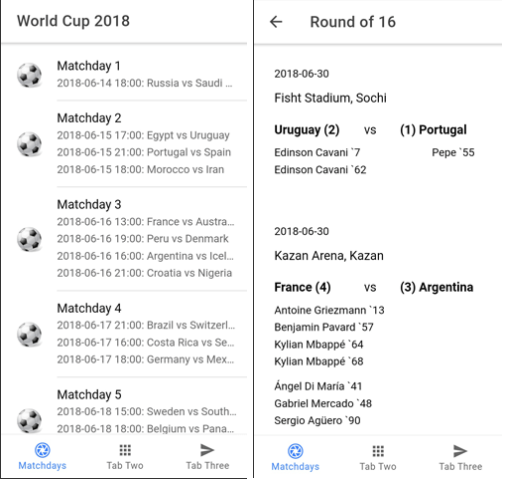 World Cup 2018
Matchday 1
2018-06-14 18:00: Russia vs Saudi ...
Matchday 2
2018-06-15 17:00: Egypt vs Uruguay
2018-06-15 21:00: Portugal vs Spain
2018-06-15 18:00: Morocco vs Iran
Matchday 3
2018-06-16 13:00: France vs Austra...
2018-06-16 19:00: Peru vs Denmark
2018-06-16 16:00: Argentina vs Icel...
2018-06-16 21:00: Croatia vs Nigeria
Matchday 4
2018-06-17 21:00: Brazil vs Switzerl...
2018-06-17 16:00: Costa Rica vs Se...
2018-06-17 18:00: Germany vs Mex...
Matchday 5
2018-06-18 15:00: Sweden vs South...
2018-06-18 18:00: Belgium vs Pana...
Matchdays Tab Two Tab Three
Round of 16
2018-06-30
Fisht Stadium, Sochi
Uruguay (2) vs (1) Portugal
Edinson Cavani `7 Pepe `55
Edinson Cavani `62
2018-06-30
Kazan Arena, Kazan
France (4) vs (3) Argentina
Antoine Griezmann `13
Benjamin Pavard `57
Kylian Mbappé `64
Kylian Mbappé `68
Ángel Di María `41
Gabriel Mercado `48
Sergio Agüero `90
Matchdays Tab Two Tab Three